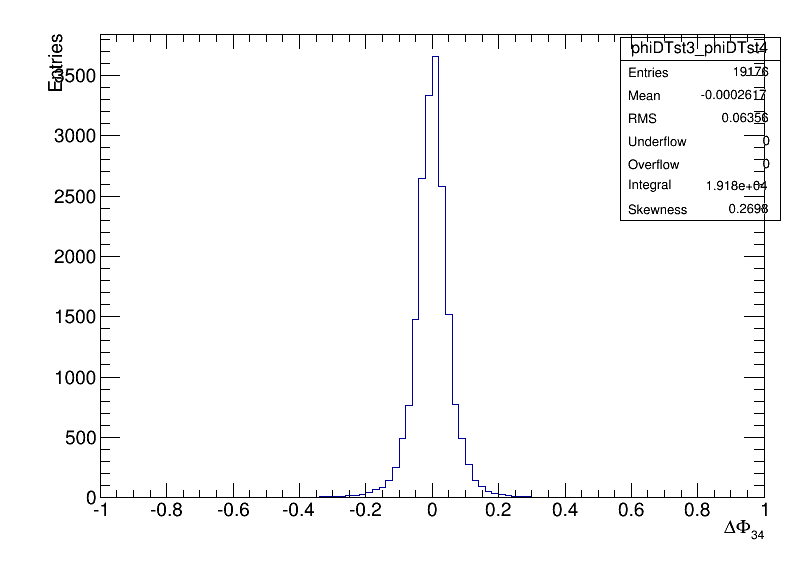 Entries
phiDTst3_phiDTst4
Entries 19176
Mean -0.0002617
RMS 0.06356
Underflow 0
Overflow 0
Integral 1.918e+04
Skewness 0.2698
3500
3000
2500
2000
1500
1000
500
0
-1 -0.8 -0.6 -0.4 -0.2 0 0.2 0.4 0.6 0.8 1
ΔΦ34